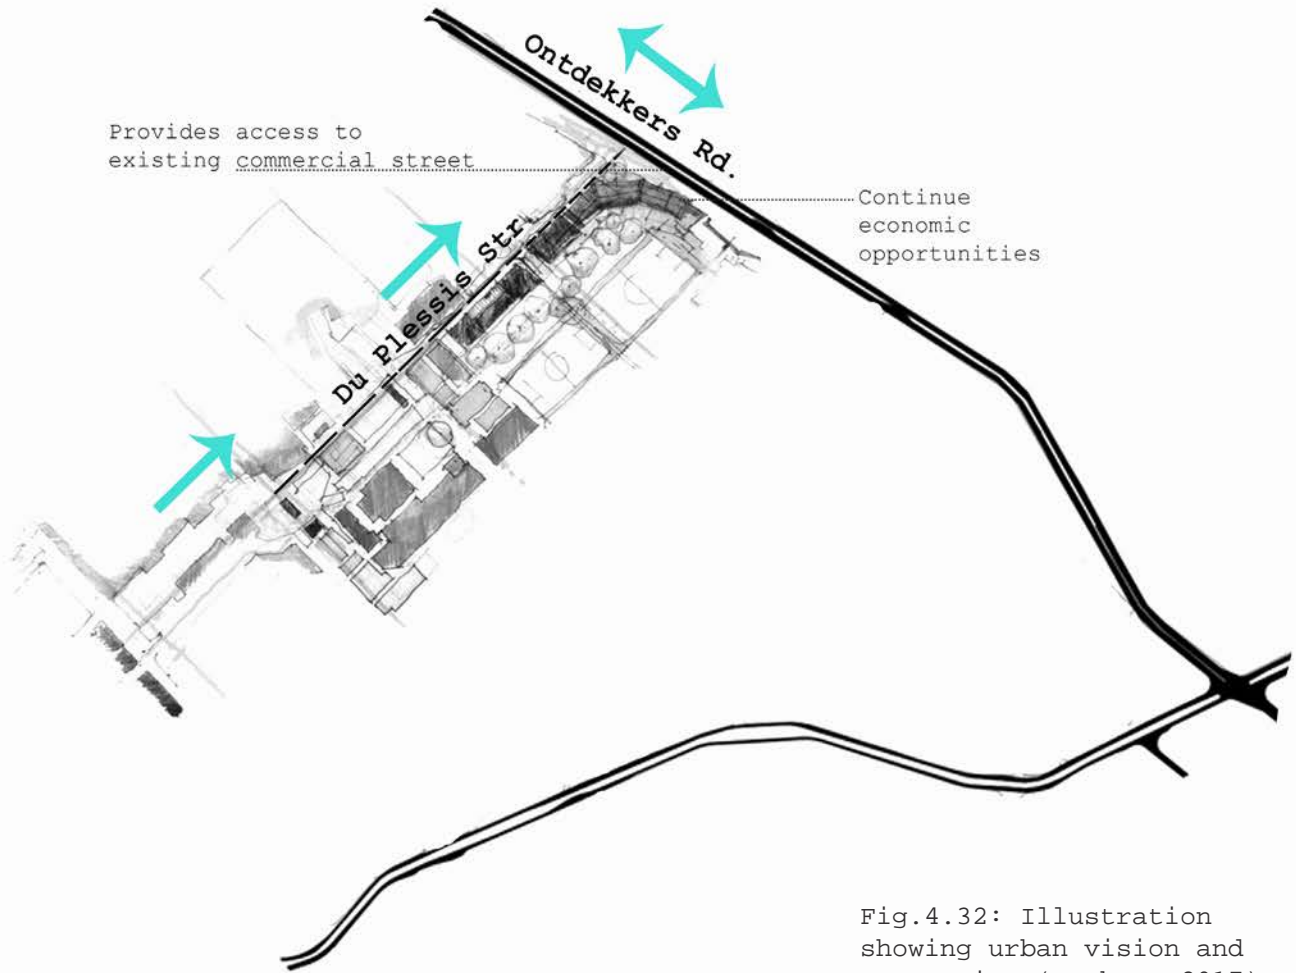 Ontdekkers Rd.
Provides access to
existing commercial street
Continue
economic
opportunities
Du Plessis Str.
Fig.4.32: Illustration
showing urban vision and
2017)